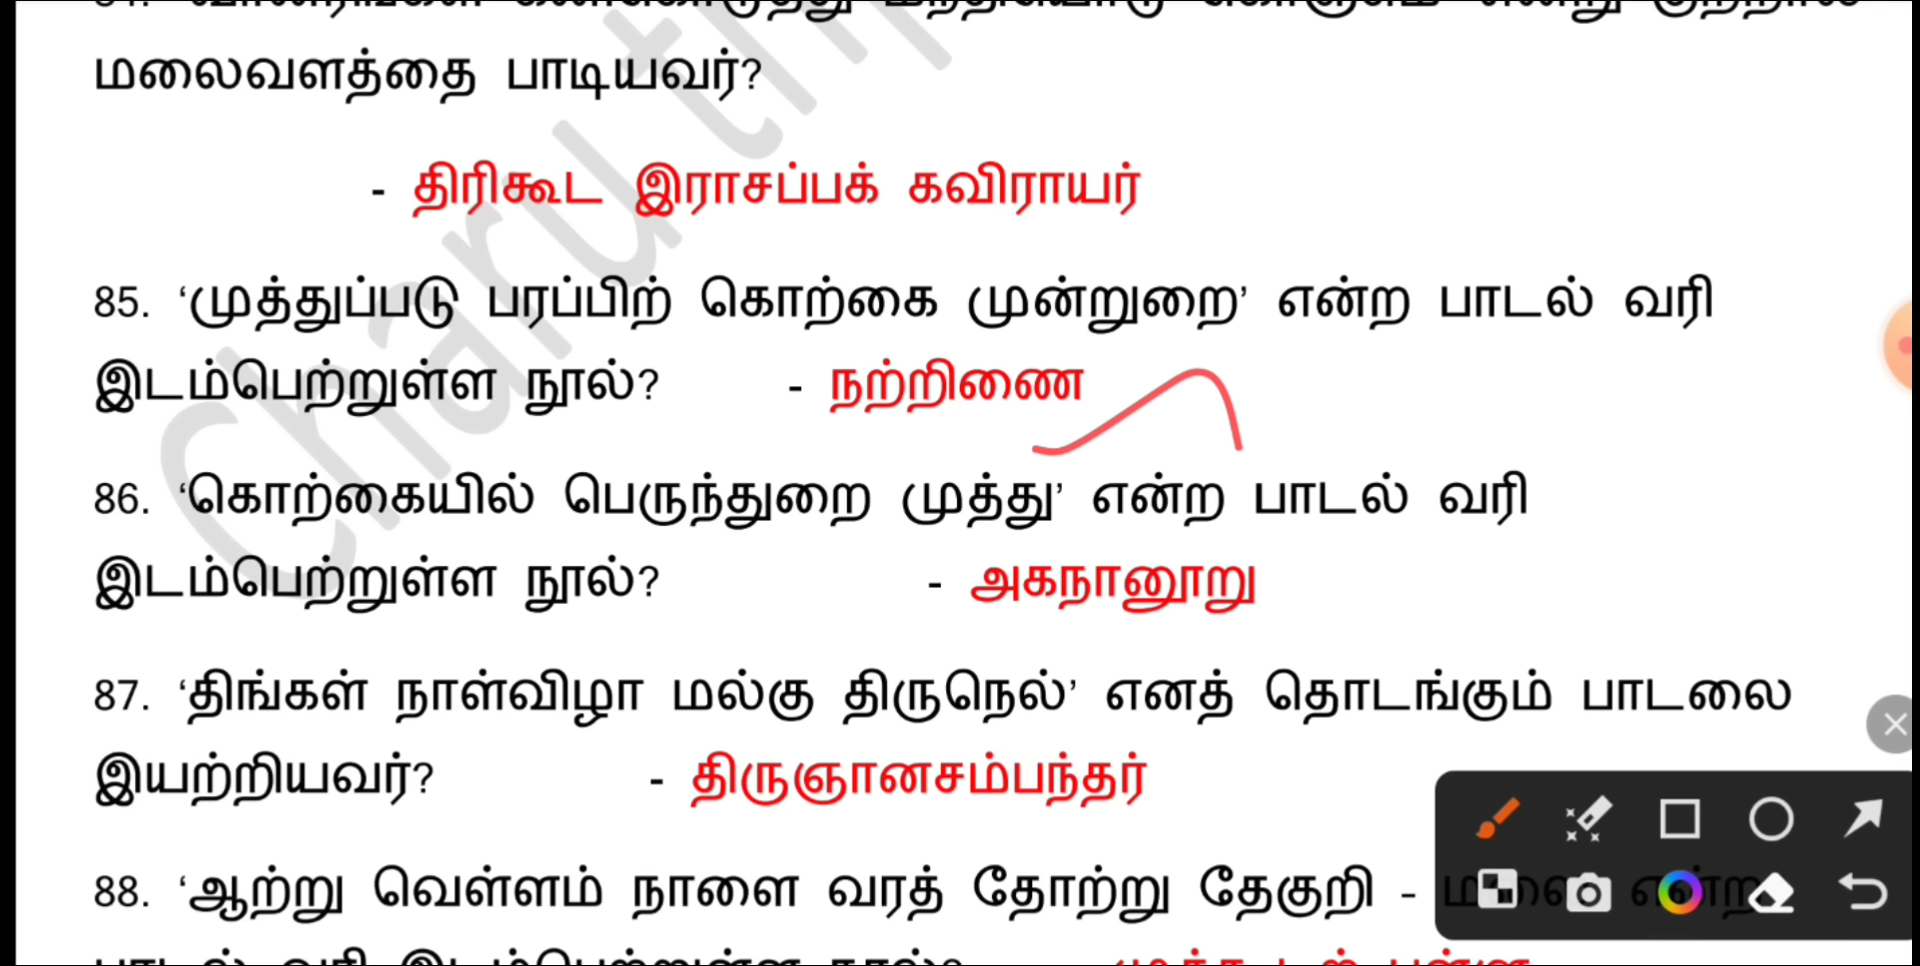 மலைவளத்தை பாடியவர்?
- திரிகூட இராசப்பக் கவிராயர்
85. ‘முத்துப்படு பரப்பிற் கொற்கை முன்றுறை’ என்ற பாடல் வரி
இடம்பெற்றுள்ள நூல்? - நற்றிணை
86. ‘கொற்கையில் பெருந்துறை முத்து’ என்ற பாடல் வரி
இடம்பெற்றுள்ள நூல்? - அகநானூறு
87. ‘திங்கள் நாள்விழா மல்கு திருநெல்’ எனத் தொடங்கும் பாடலை
இயற்றியவர்? - திருஞானசம்பந்தர்
88. ‘ஆற்று வெள்ளம் நாளை வரத் தோற்று தேகுறி -